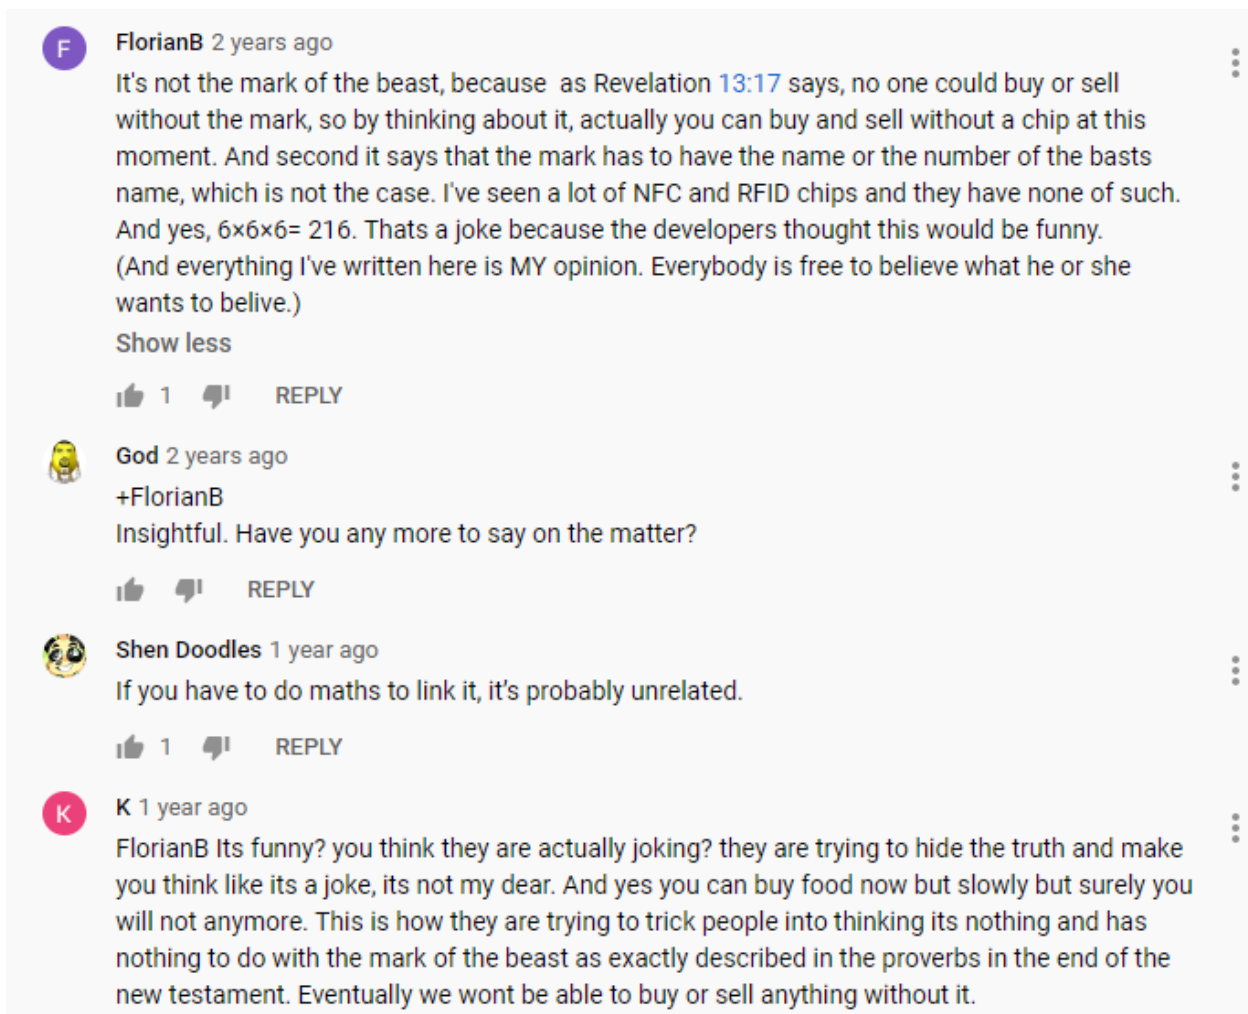 F
FlorianB 2 years ago
It's not the mark of the beast, because  as Revelation 13:17 says, no one could buy or sell
without the mark, so by thinking about it, actually you can buy and sell without a chip at this
moment. And second it says that the mark has to have the name or the number of the basts
name, which is not the case. I've seen a lot of NFC and RFID chips and they have none of such.
And yes, 6×6×6= 216. Thats a joke because the developers thought this would be funny.
(And everything I've written here is MY opinion. Everybody is free to believe what he or she
wants to belive.)
Show less
1 REPLY
God 2 years ago
+FlorianB
Insightful. Have you any more to say on the matter?
REPLY
Shen Doodles 1 year ago
If you have to do maths to link it, it’s probably unrelated.
1 REPLY
K
K 1 year ago
FlorianB Its funny? you think they are actually joking? they are trying to hide the truth and make
you think like its a joke, its not my dear. And yes you can buy food now but slowly but surely you
will not anymore. This is how they are trying to trick people into thinking its nothing and has
nothing to do with the mark of the beast as exactly described in the proverbs in the end of the
new testament. Eventually we wont be able to buy or sell anything without it.